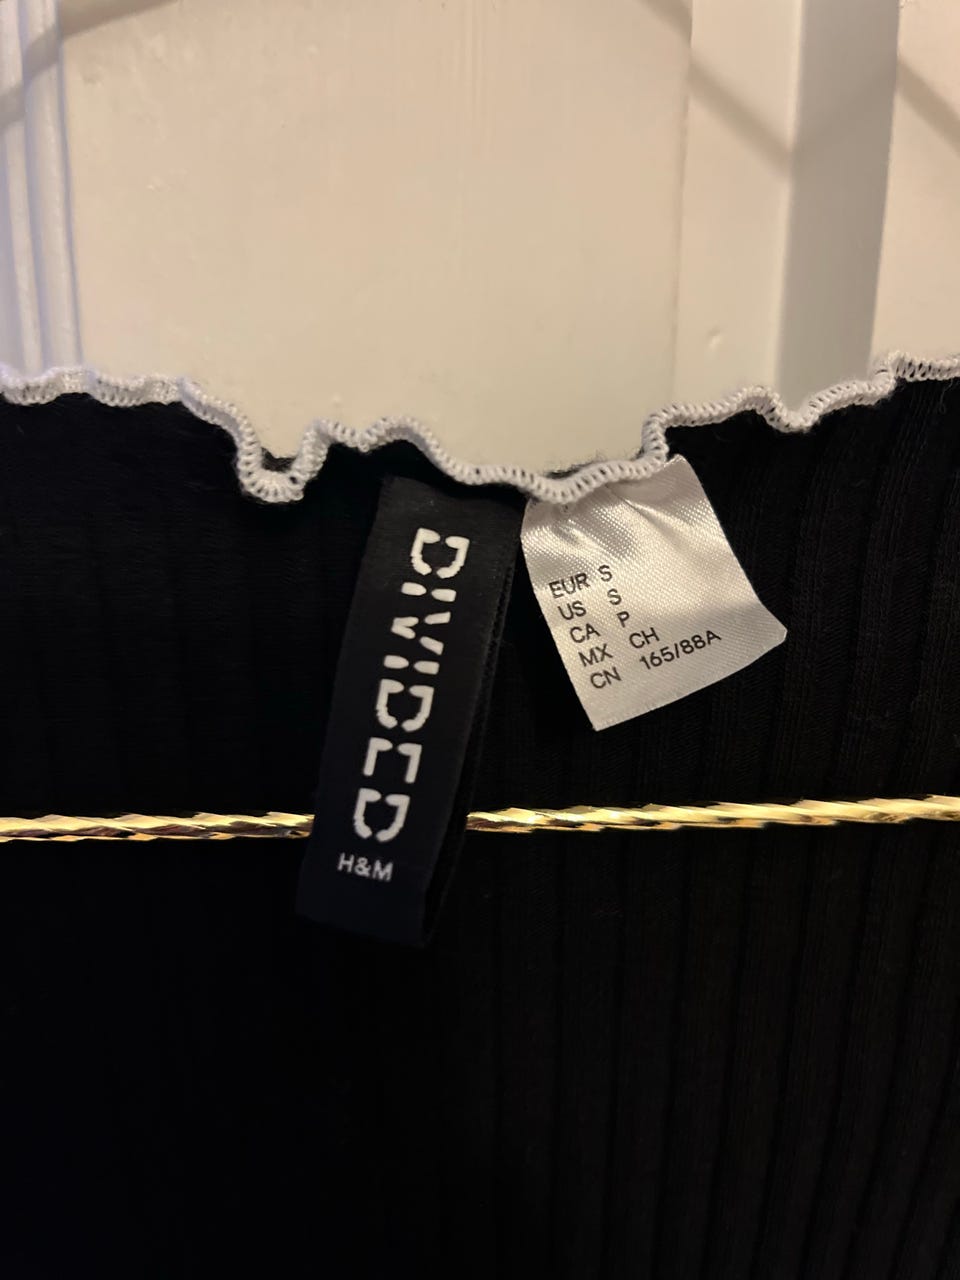 DIVIDED
H&M
EUR S
US S
CA P
MX CH
CN 165/88A